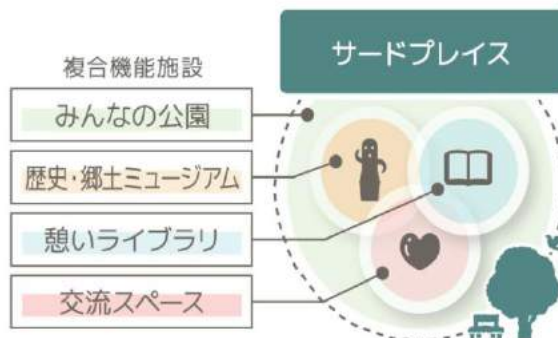 サードプレイス
複合機能施設
みんなの公園
歴史・郷土ミュージアム
憩いライブラリ
交流スペース